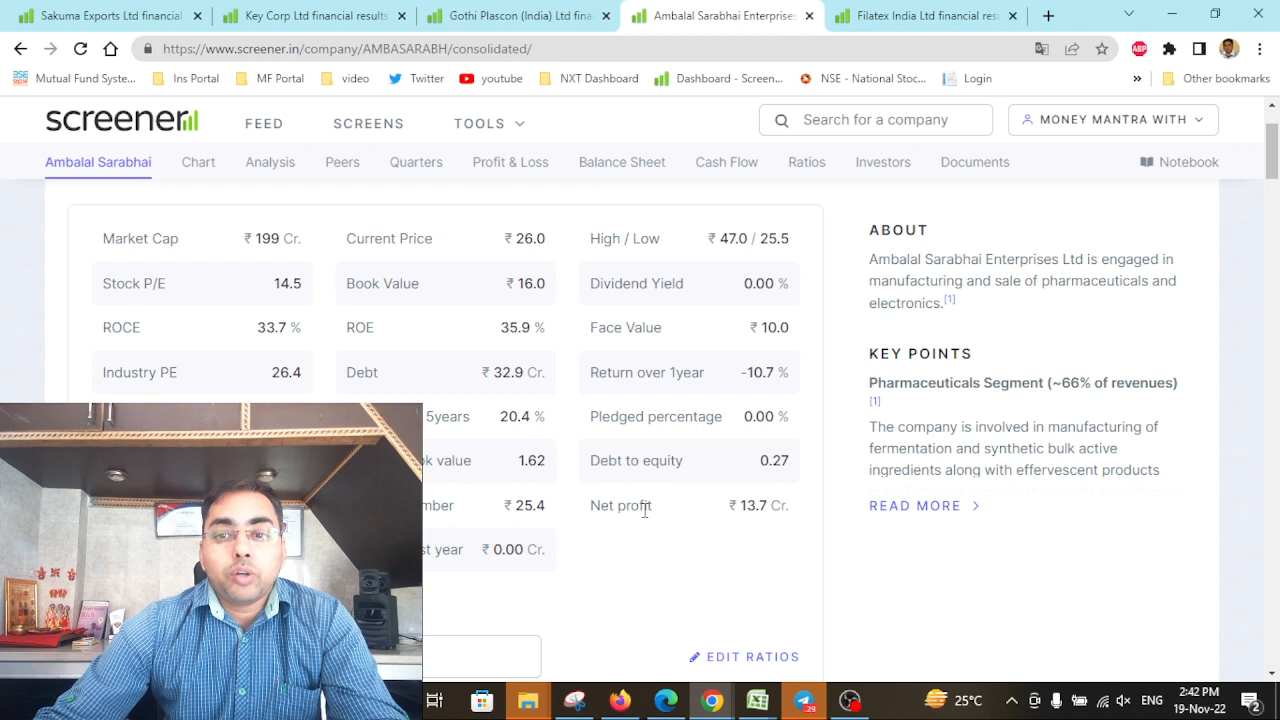 Sakuma Exports Ltd financial
Key Corp Ltd financial results
Gothi Plascon (India) Ltd fina
Ambalal Sarabhai Enterprises
Filatex India Ltd financial res
https://www.screener.in/company/AMBASARABH/consolidated/
ABP
Mutual Fund Syste...
Ins Portal
MF Portal
video
Twitter
youtube
NXT Dashboard
Dashboard - Screen...
NSE - National Stoc...
Login
»
Other bookmarks
screener
FEED
SCREENS
TOOLS
Search for a company
MONEY MANTRA WITH
Ambalal Sarabhai
Chart
Analysis
Peers
Quarters
Profit & Loss
Balance Sheet
Cash Flow
Ratios
Investors
Documents
Notebook
Market Cap ₹ 199 Cr.
Current Price ₹ 26.0
High / Low ₹ 47.0 / 25.5
Stock P/E 14.5
Book Value ₹ 16.0
Dividend Yield 0.00 %
ROCE 33.7 %
ROE 35.9 %
Face Value ₹ 10.0
Industry PE 26.4
Debt ₹ 32.9 Cr.
Return over 1year -10.7 %
5years 20.4 %
Pledged percentage 0.00 %
ok value 1.62
Debt to equity 0.27
mber ₹ 25.4
Net profit ₹ 13.7 Cr.
st year ₹ 0.00 Cr.
EDIT RATIOS
ABOUT
Ambalal Sarabhai Enterprises Ltd is engaged in
manufacturing and sale of pharmaceuticals and
electronics.[1]
KEY POINTS
Pharmaceuticals Segment (~66% of revenues)
[1]
The company is involved in manufacturing of
fermentation and synthetic bulk active
ingredients along with effervescent products
READ MORE
29
25°C
ENG
2:42 PM
19-Nov-22
2